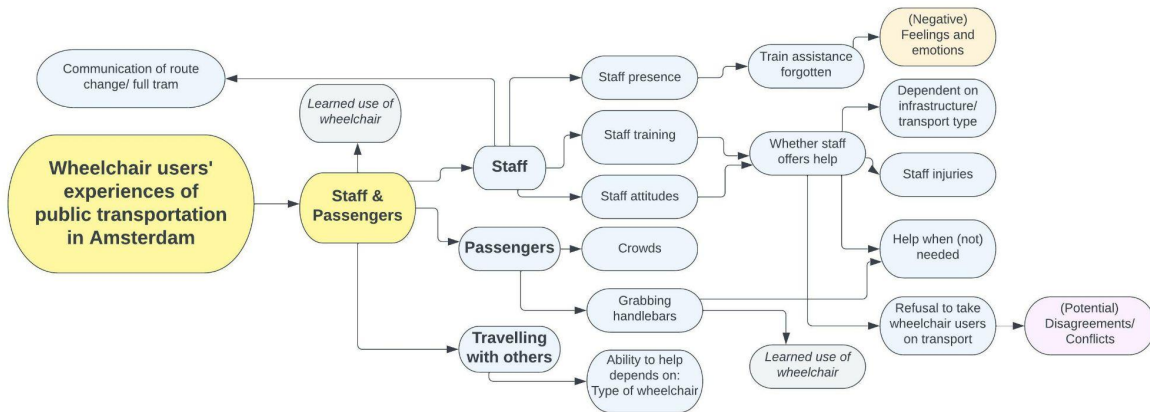 Communication of route
change/ full tram
Learned use of
wheelchair
Wheelchair users'
experiences of
public transportation
in Amsterdam
Staff &
Passengers
Staff
Passengers
Travelling
with others
Staff presence
Staff training
Staff attitudes
Crowds
Grabbing
handlebars
Ability to help
depends on:
Type of wheelchair
Train assistance
forgotten
Whether staff
offers help
Learned use of
wheelchair
(Negative)
Feelings and
emotions
Dependent on
infrastructure/
transport type
Staff injuries
Help when (not)
needed
Refusal to take
wheelchair users
on transport
(Potential)
Disagreements/
Conflicts